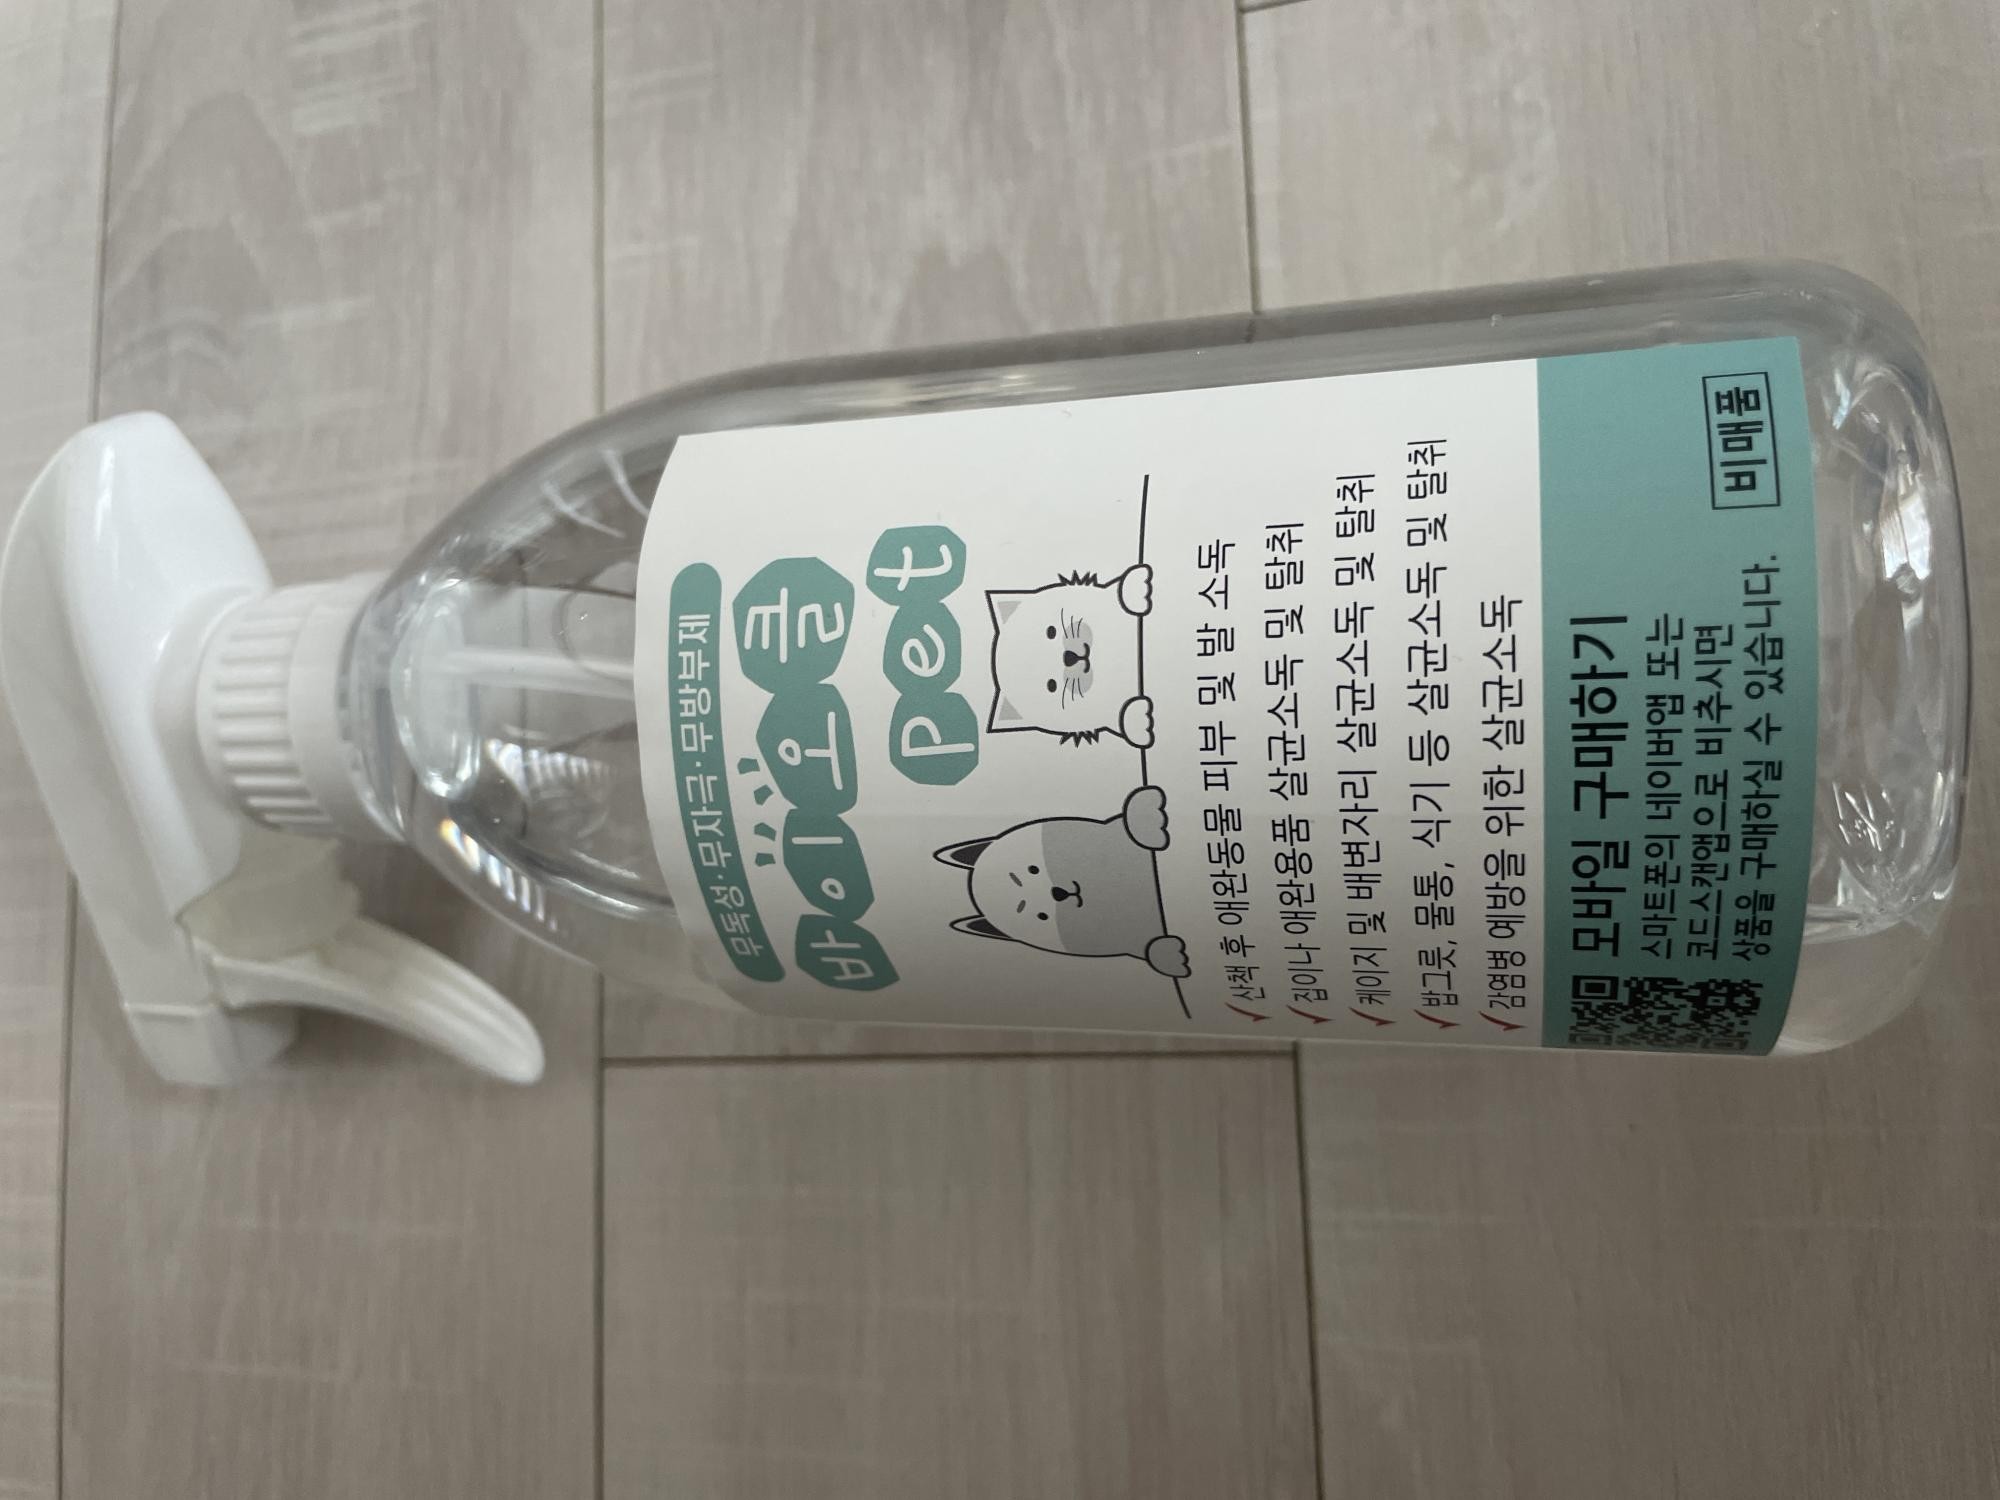 무독성·무자극·무방부제
바이오클
pet
산책 후 애완동물 피부 및 발 소독
집이나 애완용품 살균소독 및 탈취
케이지 및 배변자리 살균소독 및 탈취
밥그릇, 물통, 식기 등 살균소독 및 탈취
감염병 예방을 위한 살균소독
모바일 구매하기
스마트폰의 네이버앱 또는
코드스캔앱으로 비추시면
상품을 구매하실 수 있습니다.
비매품